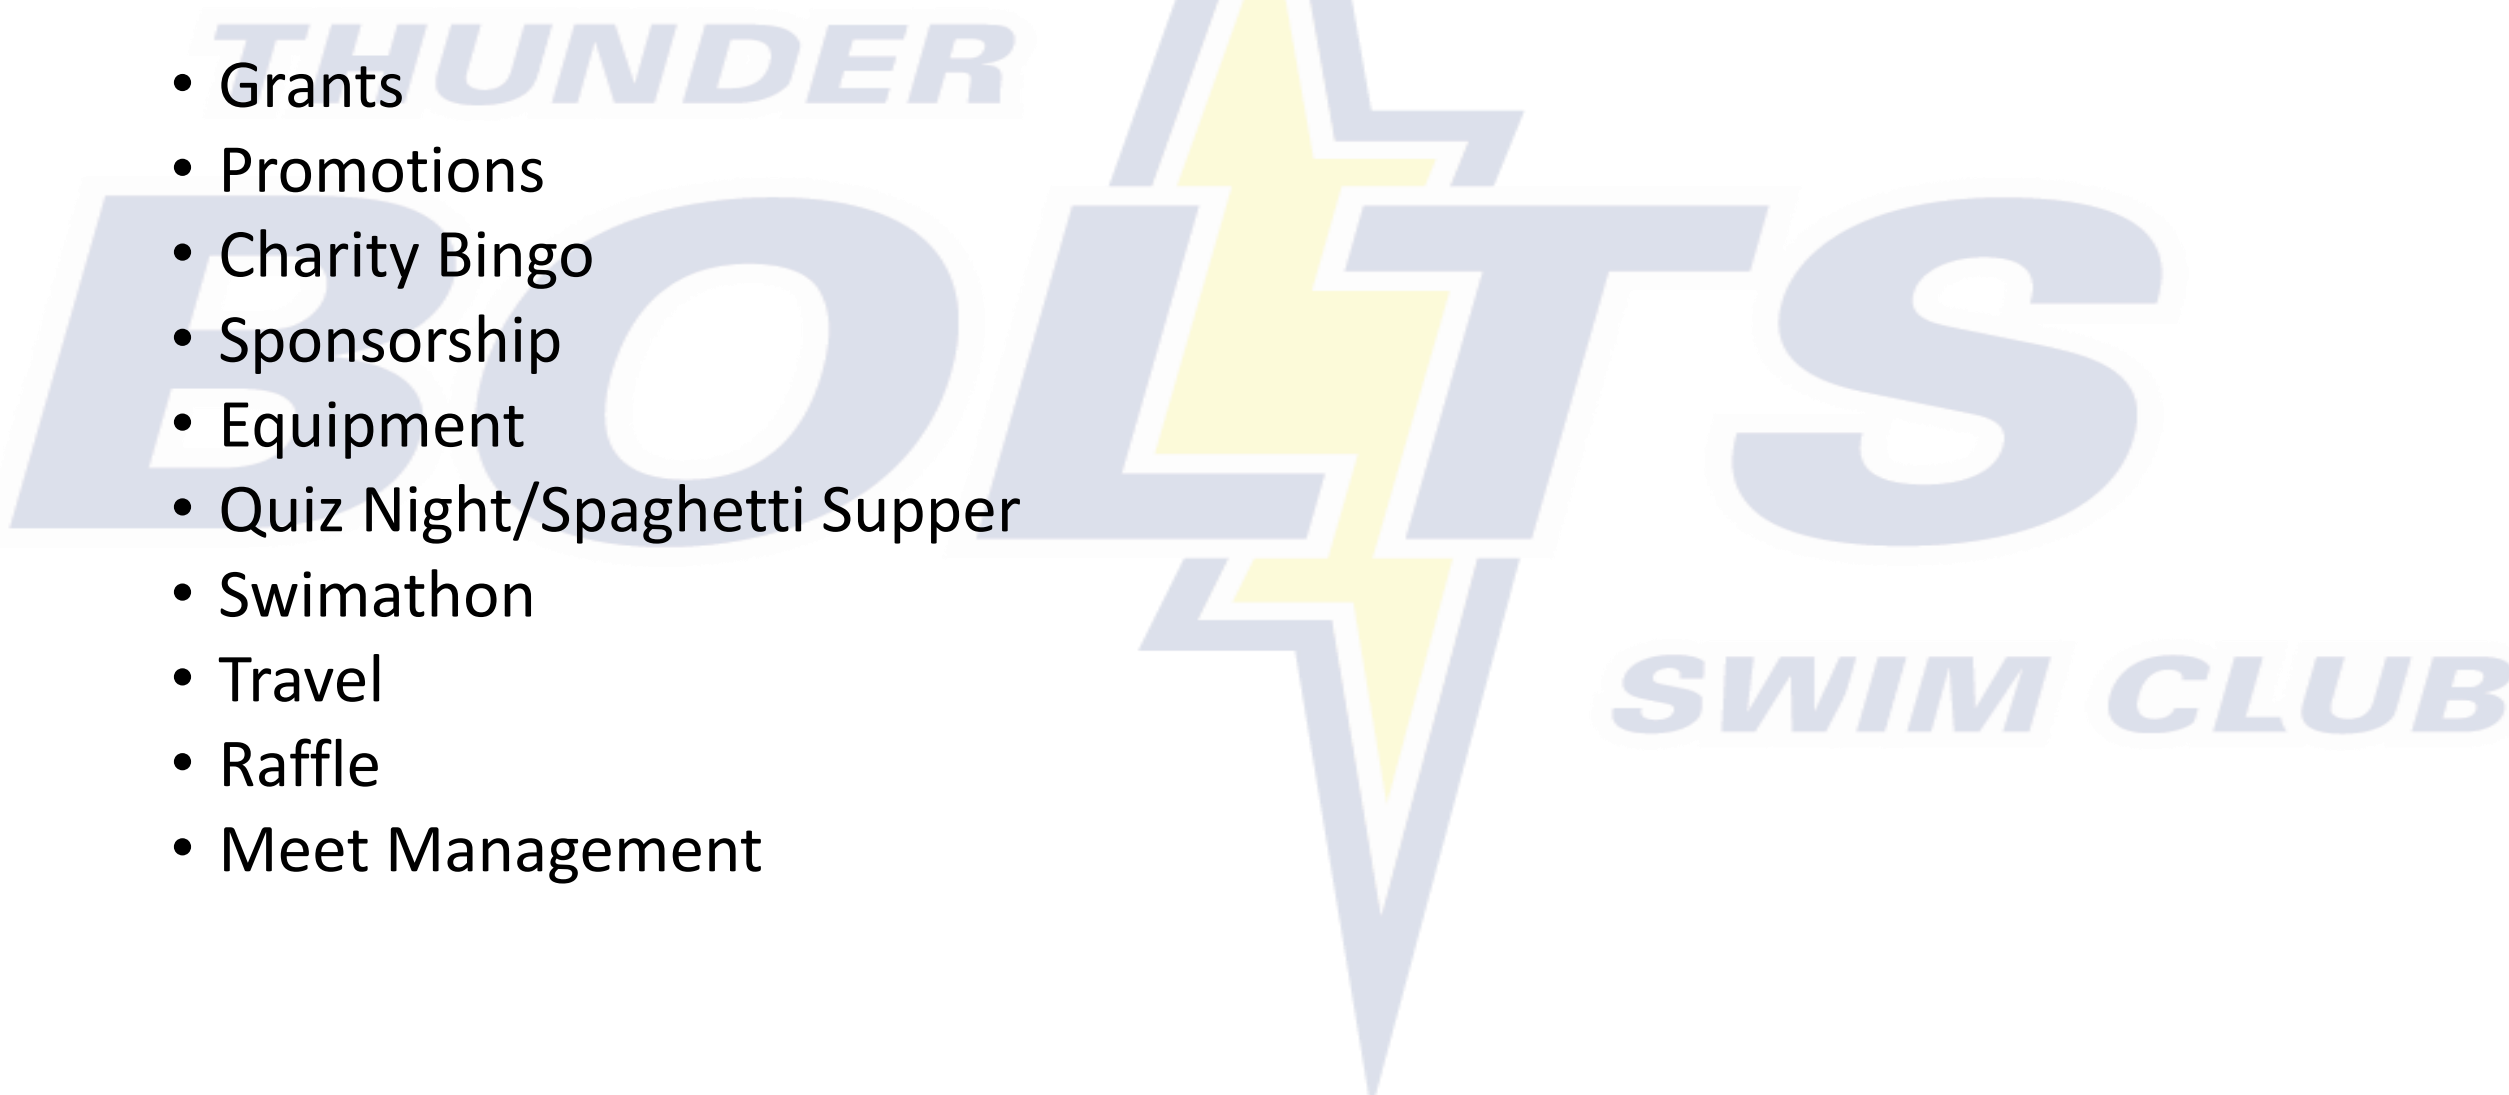 THUNDER
BOLTS
SWIM CLUB
• Grants
• Promotions
• Charity Bingo
• Sponsorship
• Equipment
• Quiz Night/Spaghetti Supper
• Swimathon
• Travel
• Raffle
• Meet Management